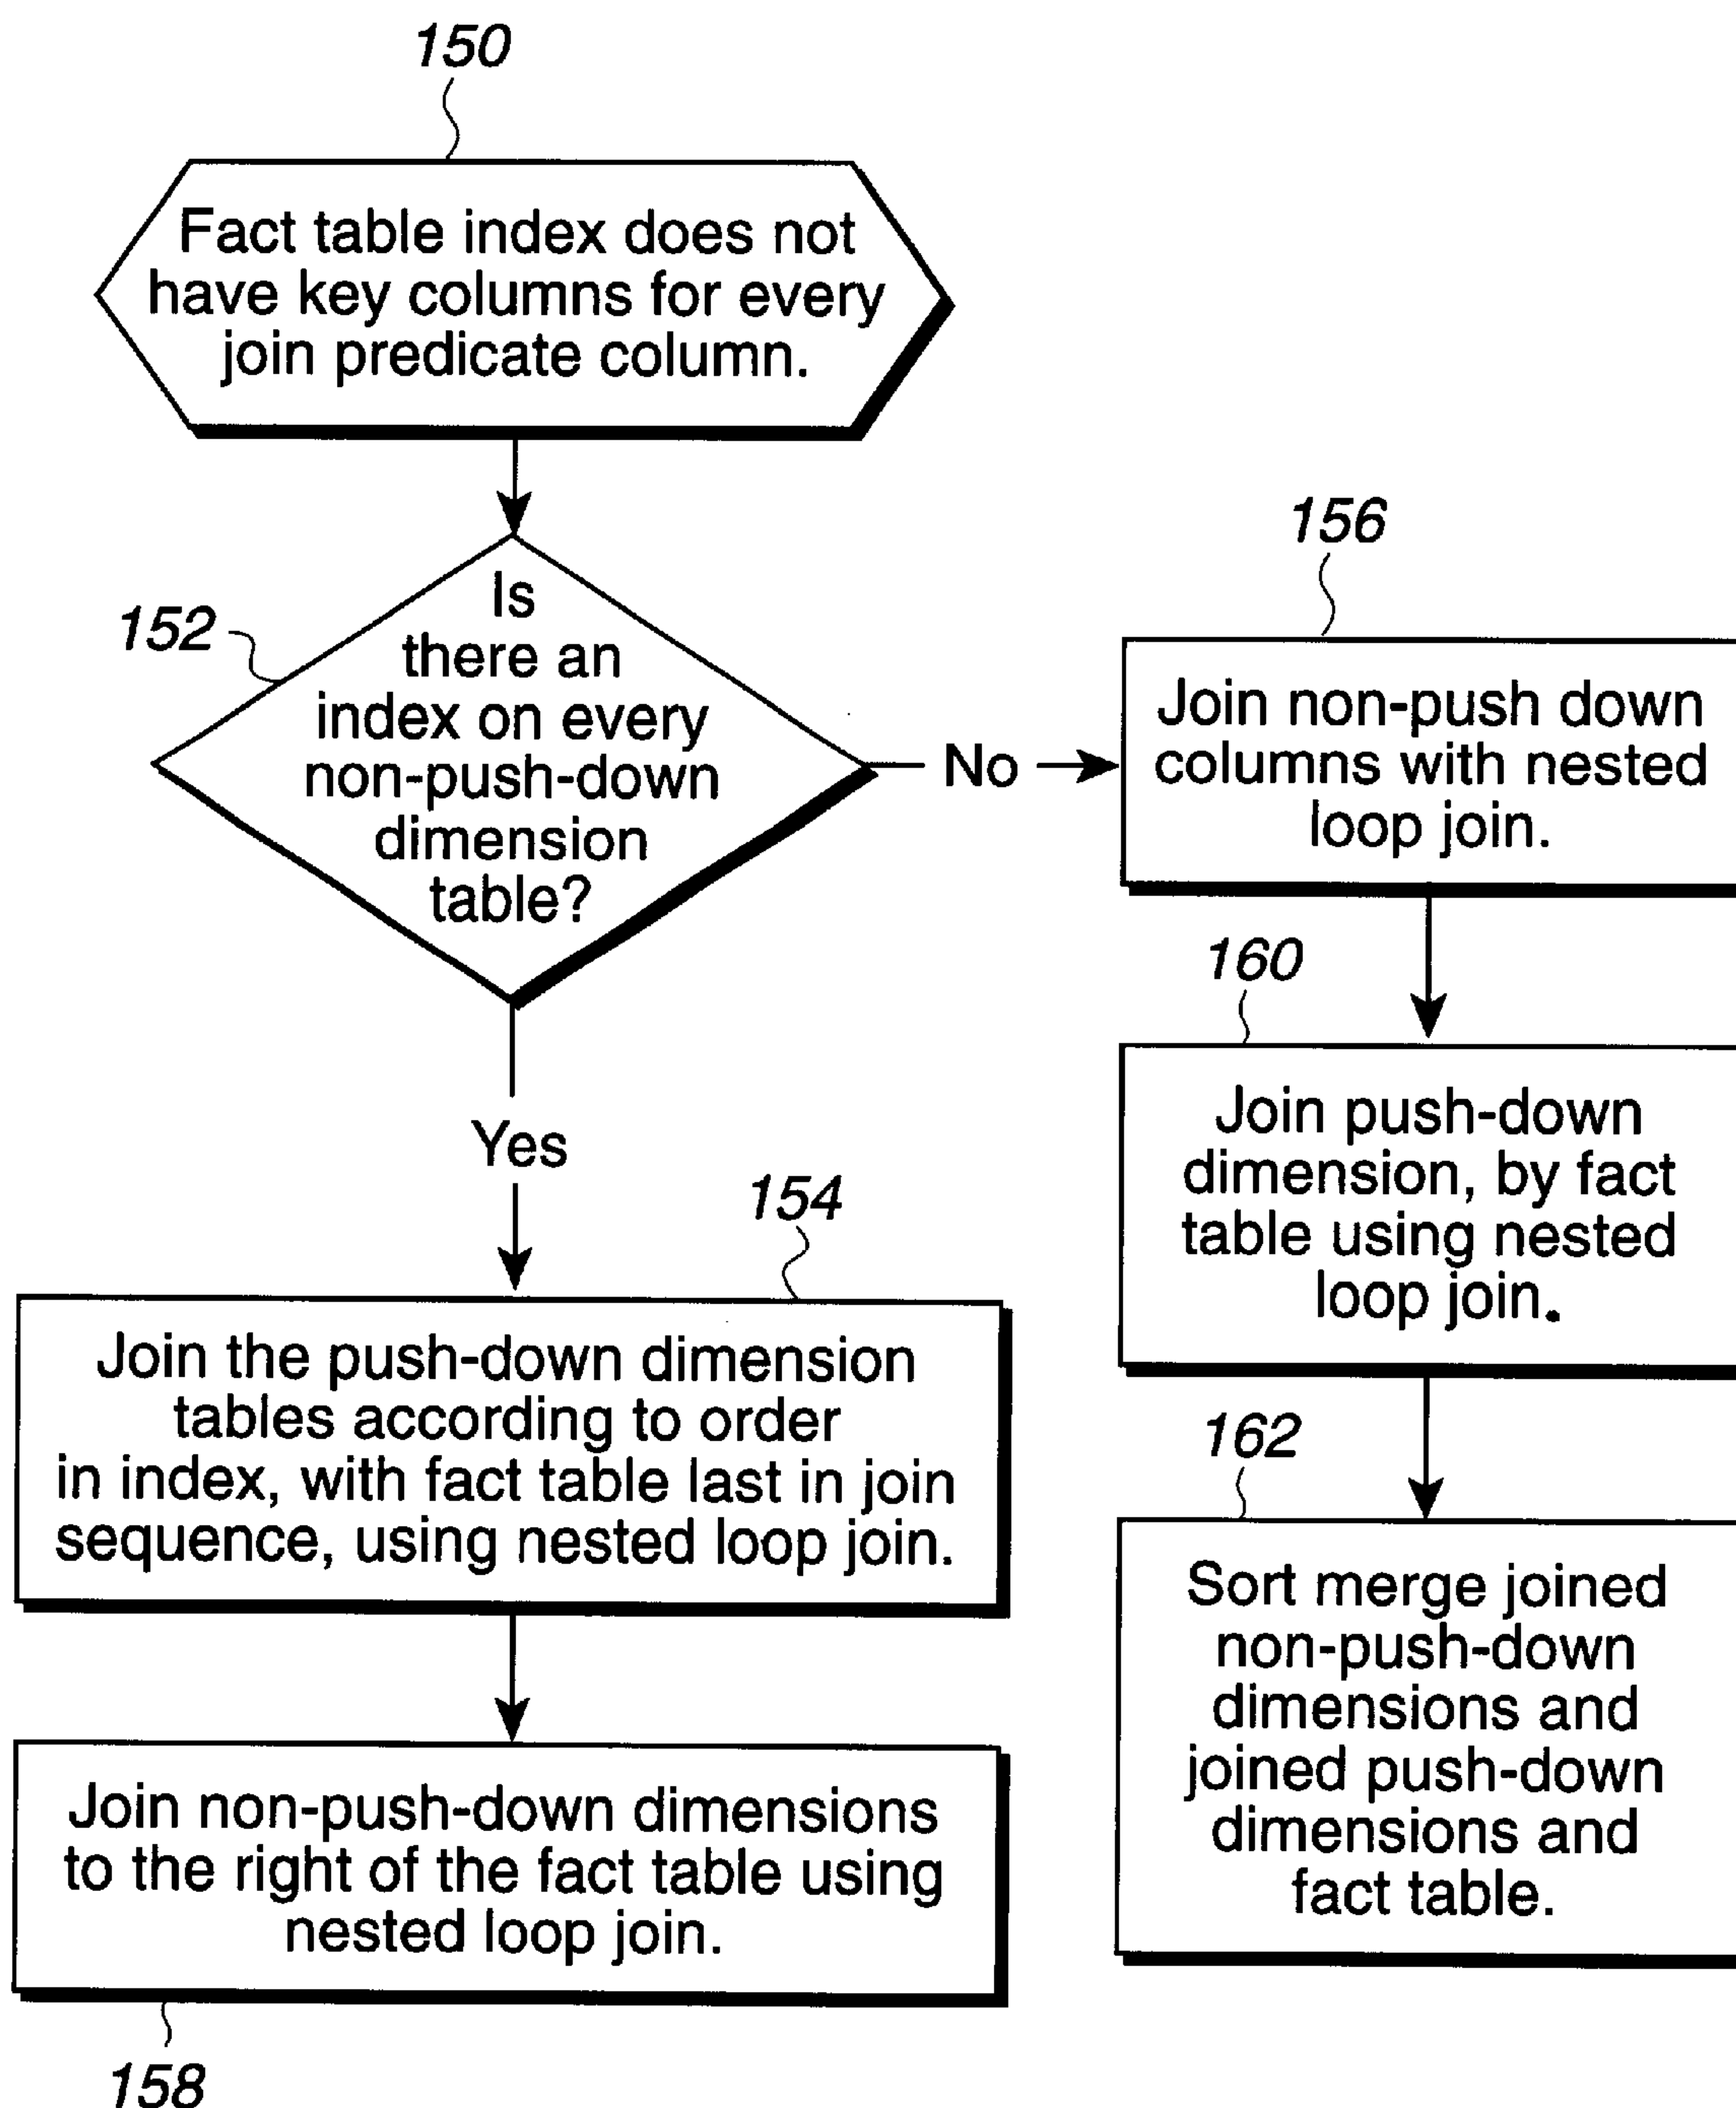 150
Fact table index does not
have key columns for every
join predicate column.
152
Is
there an
index on every
non-push-down
dimension
table?
No
156
Join non-push down
columns with nested
loop join.
160
Join push-down
dimension, by fact
table using nested
loop join.
162
Sort merge joined
non-push-down
dimensions and
joined push-down
dimensions and
fact table.
Yes
154
Join the push-down dimension
tables according to order
in index, with fact table last in join
sequence, using nested loop join.
Join non-push-down dimensions
to the right of the fact table using
nested loop join.
158